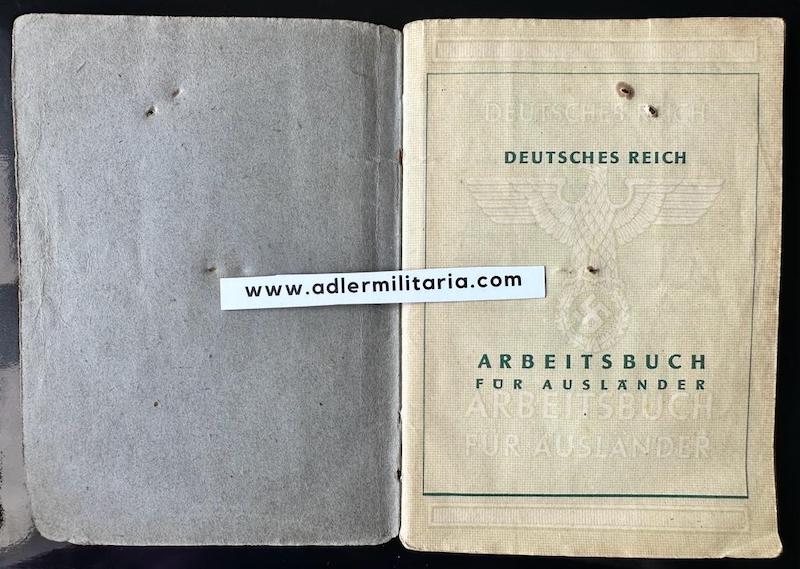 DEUTSCHES REICH
DEUTSCHES REICH
www.adlermilitaria.com
ARBEITSBUCH
FÜR AUSLÄNDER
ARBEITSBUCH
FÜR AUSLÄNDER